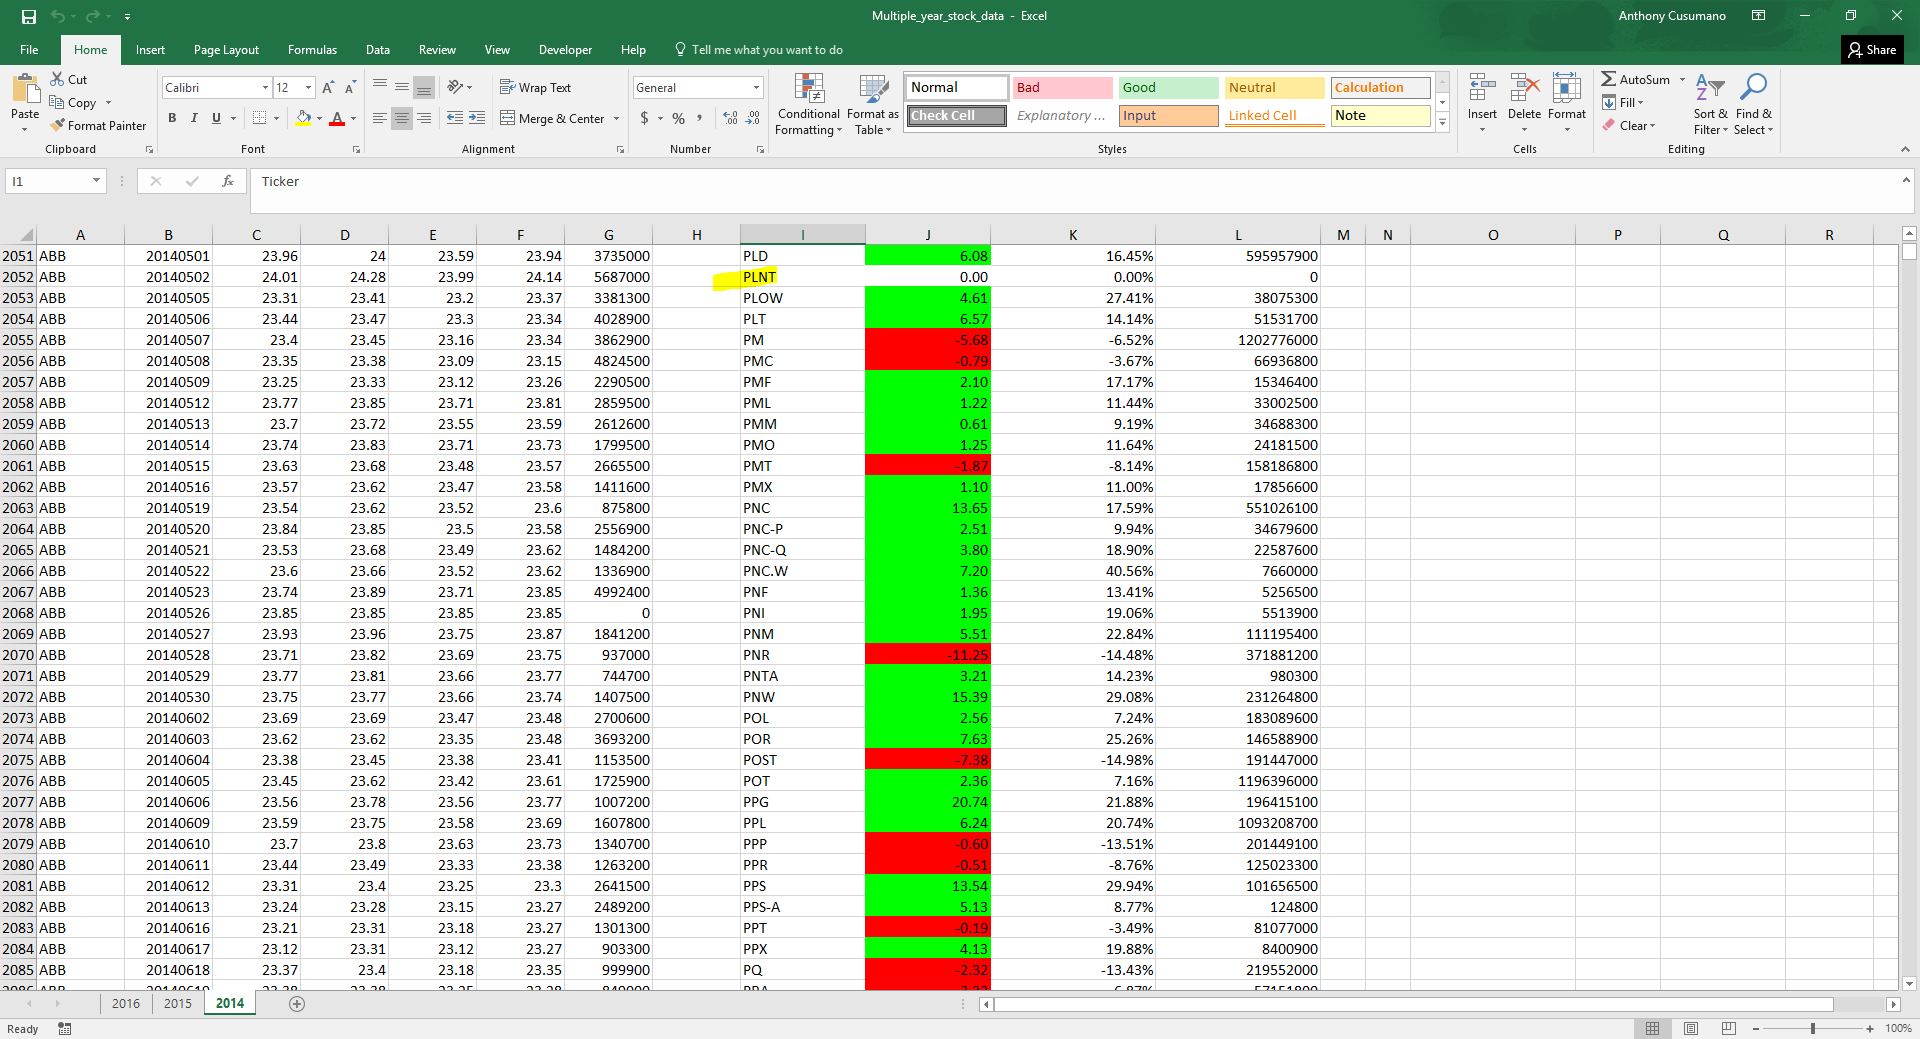 Multiple_year_stock_data - Excel
Anthony Cusumano
File Home Insert Page Layout Formulas Data Review View Developer Help Tell me what you want to do
Share
Paste
Cut
Copy
Format Painter
Clipboard
Calibri 12
B I U
Font
Wrap Text
Merge & Center
Alignment
General
$ % ,
Number
Conditional Formatting
Format as Table
Normal Bad Good Neutral Calculation
Check Cell Explanatory ... Input Linked Cell Note
Styles
Insert Delete Format
Cells
AutoSum
Fill
Clear
Sort & Filter
Find & Select
Editing
I1 fx Ticker
A B C D E F G H I J K L M N O P Q R
2051 ABB 20140501 23.96 24 23.59 23.94 3735000 PLD 6.08 16.45% 595957900
2052 ABB 20140502 24.01 24.28 23.99 24.14 5687000 PLNT 0.00 0.00% 0
2053 ABB 20140505 23.31 23.41 23.2 23.37 3381300 PLOW 4.61 27.41% 38075300
2054 ABB 20140506 23.44 23.47 23.3 23.34 4028900 PLT 6.57 14.14% 51531700
2055 ABB 20140507 23.4 23.45 23.16 23.34 3862900 PM -5.68 -6.52% 1202776000
2056 ABB 20140508 23.35 23.38 23.09 23.15 4824500 PMC -0.79 -3.67% 66936800
2057 ABB 20140509 23.25 23.33 23.12 23.26 2290500 PMF 2.10 17.17% 15346400
2058 ABB 20140512 23.77 23.85 23.71 23.81 2859500 PML 1.22 11.44% 33002500
2059 ABB 20140513 23.7 23.72 23.55 23.59 2612600 PMM 0.61 9.19% 34688300
2060 ABB 20140514 23.74 23.83 23.71 23.73 1799500 PMO 1.25 11.64% 24181500
2061 ABB 20140515 23.63 23.68 23.48 23.57 2665500 PMT -1.87 -8.14% 158186800
2062 ABB 20140516 23.57 23.62 23.47 23.58 1411600 PMX 1.10 11.00% 17856600
2063 ABB 20140519 23.54 23.62 23.52 23.6 875800 PNC 13.65 17.59% 551026100
2064 ABB 20140520 23.84 23.85 23.5 23.58 2556900 PNC-P 2.51 9.94% 34679600
2065 ABB 20140521 23.53 23.68 23.49 23.62 1484200 PNC-Q 3.80 18.90% 22587600
2066 ABB 20140522 23.6 23.66 23.52 23.62 1336900 PNC.W 7.20 40.56% 7660000
2067 ABB 20140523 23.74 23.89 23.71 23.85 4992400 PNF 1.36 13.41% 5256500
2068 ABB 20140526 23.85 23.85 23.85 23.85 0 PNI 1.95 19.06% 5513900
2069 ABB 20140527 23.93 23.96 23.75 23.87 1841200 PNM 5.51 22.84% 111195400
2070 ABB 20140528 23.71 23.82 23.69 23.75 937000 PNR -11.25 -14.48% 371881200
2071 ABB 20140529 23.77 23.81 23.66 23.77 744700 PNTA 3.21 14.23% 980300
2072 ABB 20140530 23.75 23.77 23.66 23.74 1407500 PNW 15.39 29.08% 231264800
2073 ABB 20140602 23.69 23.69 23.47 23.48 2700600 POL 2.56 7.24% 183089600
2074 ABB 20140603 23.62 23.62 23.35 23.48 3693200 POR 7.63 25.26% 146588900
2075 ABB 20140604 23.38 23.45 23.38 23.41 1153500 POST -7.38 -14.98% 191447000
2076 ABB 20140605 23.45 23.62 23.42 23.61 1725900 POT 2.36 7.16% 1196396000
2077 ABB 20140606 23.56 23.78 23.56 23.77 1007200 PPG 20.74 21.88% 196415100
2078 ABB 20140609 23.59 23.75 23.58 23.69 1607800 PPL 6.24 20.74% 1093208700
2079 ABB 20140610 23.7 23.8 23.63 23.73 1340700 PPP -0.60 -13.51% 201449100
2080 ABB 20140611 23.44 23.49 23.33 23.38 1263200 PPR -0.51 -8.76% 125023300
2081 ABB 20140612 23.31 23.4 23.25 23.3 2641500 PPS 13.54 29.94% 101656500
2082 ABB 20140613 23.24 23.28 23.15 23.27 2489200 PPS-A 5.13 8.77% 124800
2083 ABB 20140616 23.21 23.31 23.18 23.27 1301300 PPT -0.19 -3.49% 81077000
2084 ABB 20140617 23.12 23.31 23.12 23.27 903300 PPX 4.13 19.88% 8400900
2085 ABB 20140618 23.37 23.4 23.18 23.35 999900 PQ -2.32 -13.43% 219552000
2016 2015 2014
Ready
100%